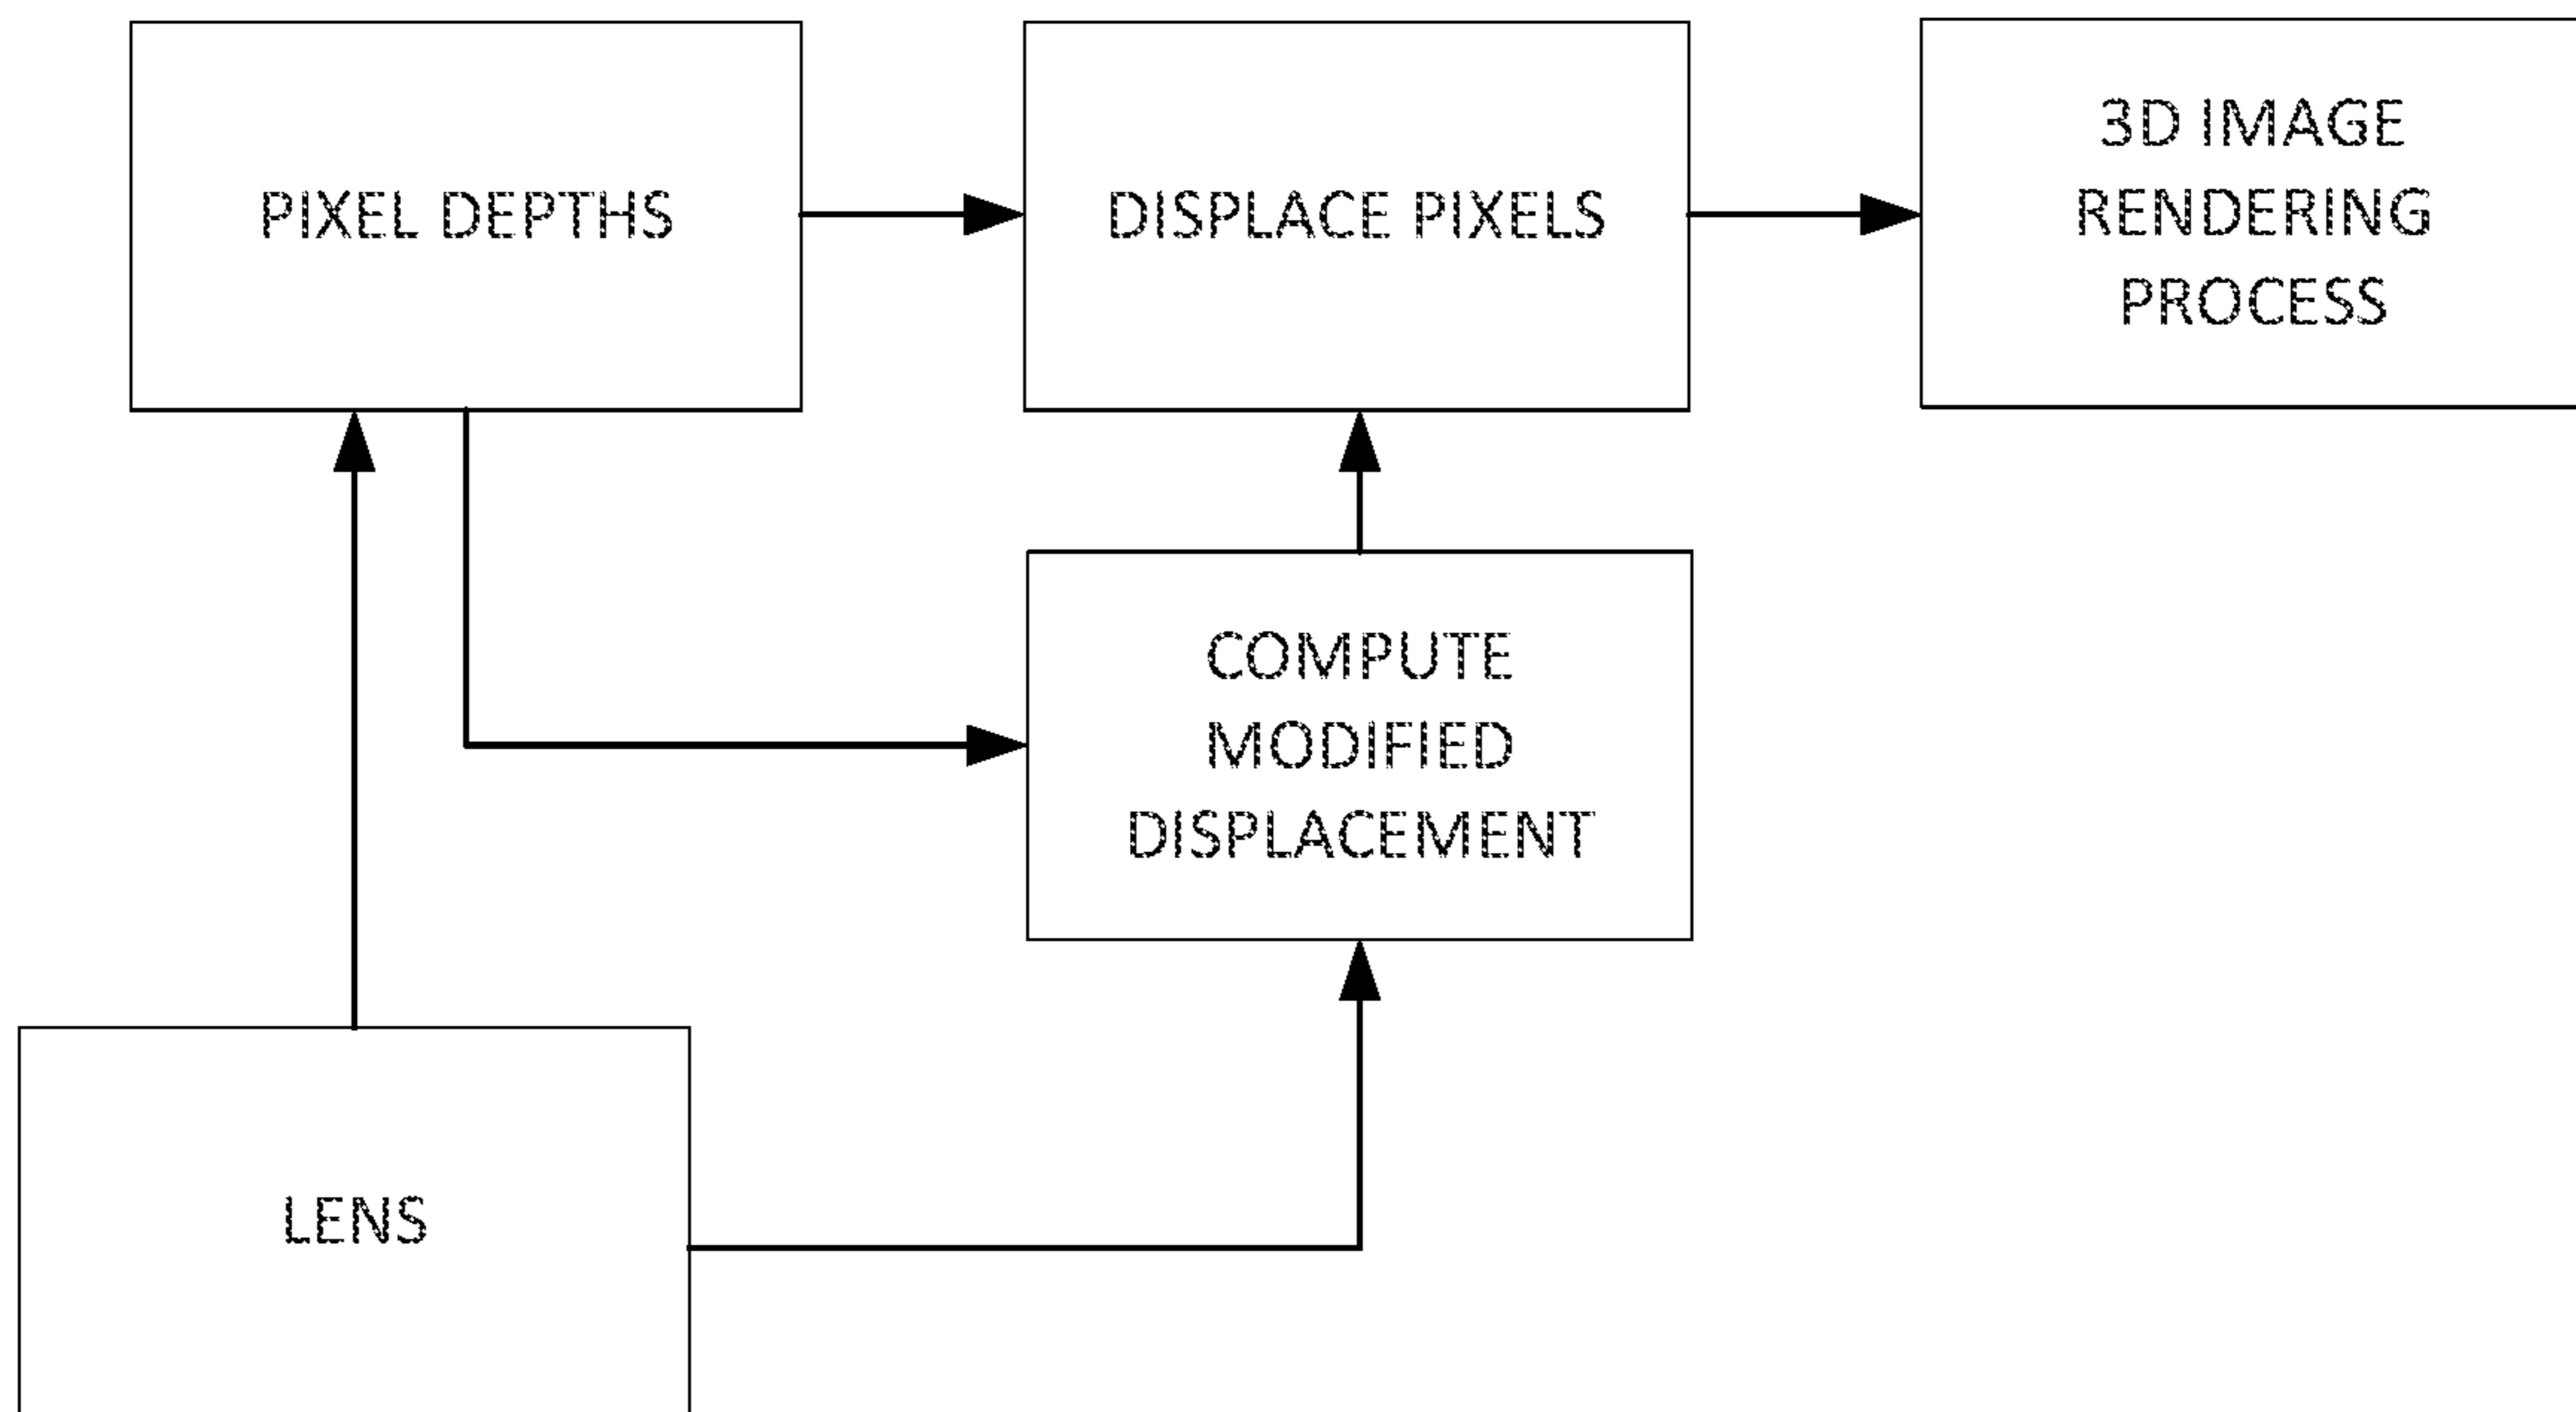 PIXEL DEPTHS
DISPLACE PIXELS
3D IMAGE
RENDERING
PROCESS
COMPUTE
MODIFIED
DISPLACEMENT
LENS